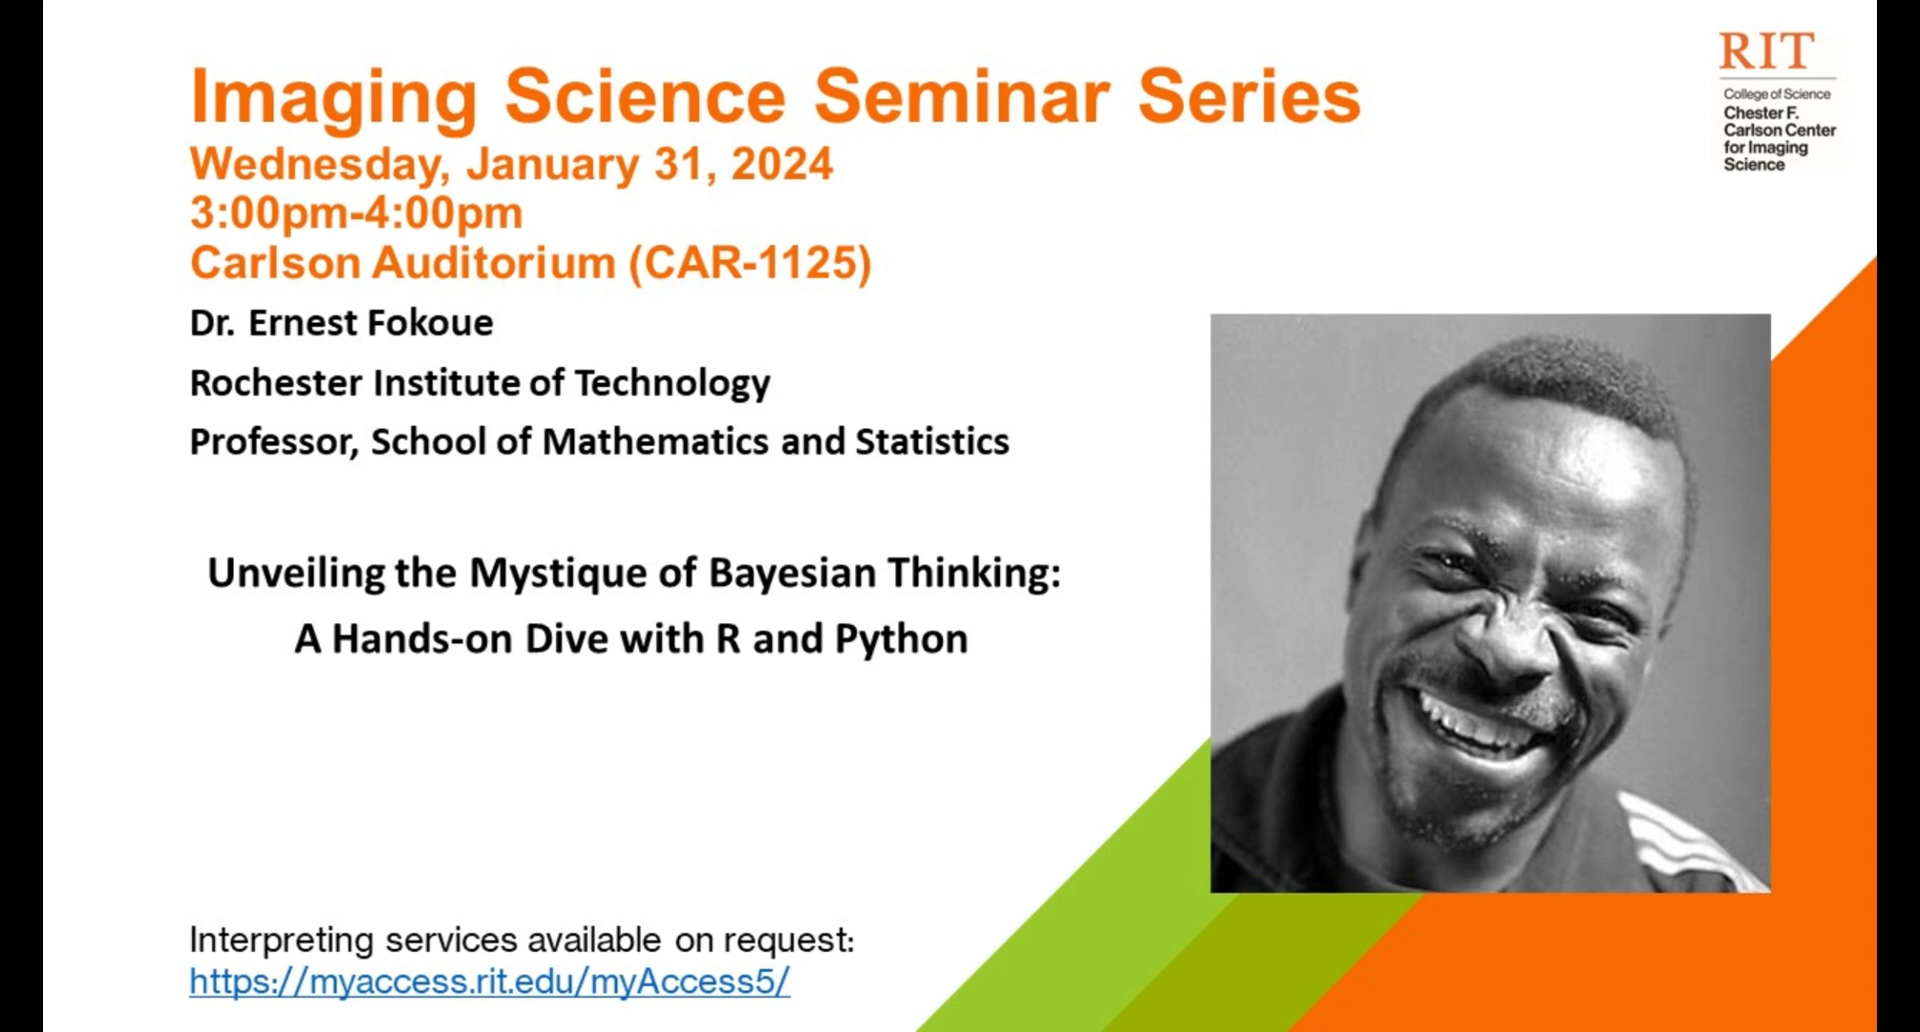 Imaging Science Seminar Series
Wednesday, January 31, 2024
3:00pm-4:00pm
Carlson Auditorium (CAR-1125)
Dr. Ernest Fokoue
Rochester Institute of Technology
Professor, School of Mathematics and Statistics
Unveiling the Mystique of Bayesian Thinking:
A Hands-on Dive with R and Python
Interpreting services available on request:
https://myaccess.rit.edu/myAccess5/
RIT
College of Science
Chester F.
Carlson Center
for Imaging
Science